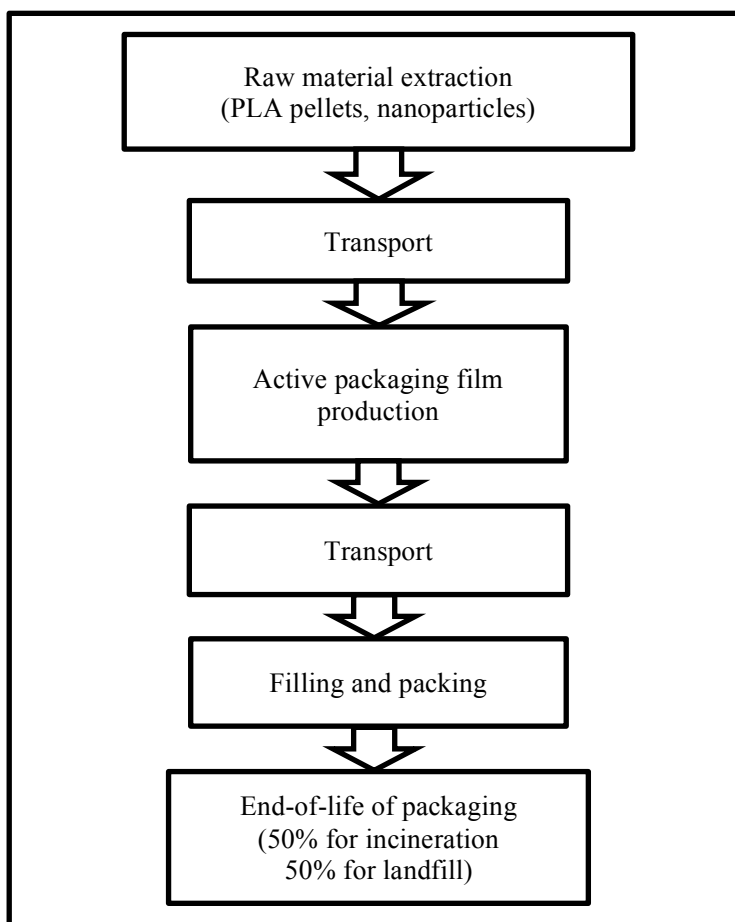 Raw material extraction
(PLA pellets, nanoparticles)
Transport
Active packaging film
production
Transport
Filling and packing
End-of-life of packaging
(50% for incineration
50% for landfill)